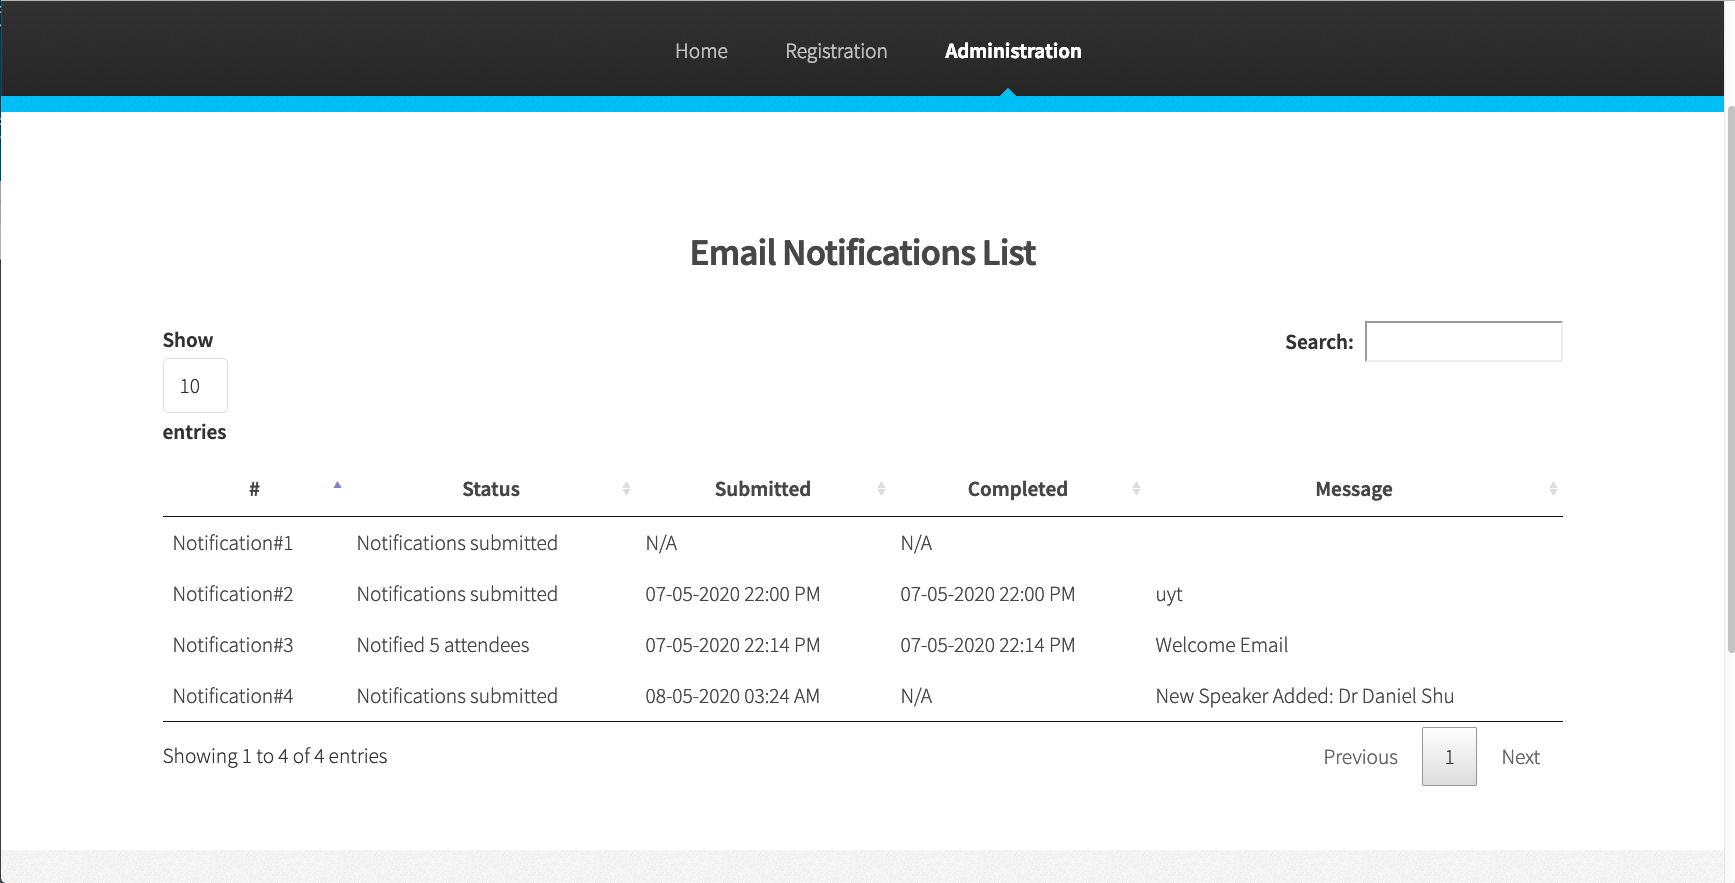 Home Registration Administration
Email Notifications List
Show
10
entries
Search:
# Status Submitted Completed Message
Notification#1 Notifications submitted N/A N/A
Notification#2 Notifications submitted 07-05-2020 22:00 PM 07-05-2020 22:00 PM uyt
Notification#3 Notified 5 attendees 07-05-2020 22:14 PM 07-05-2020 22:14 PM Welcome Email
Notification#4 Notifications submitted 08-05-2020 03:24 AM N/A New Speaker Added: Dr Daniel Shu
Showing 1 to 4 of 4 entries
Previous 1 Next